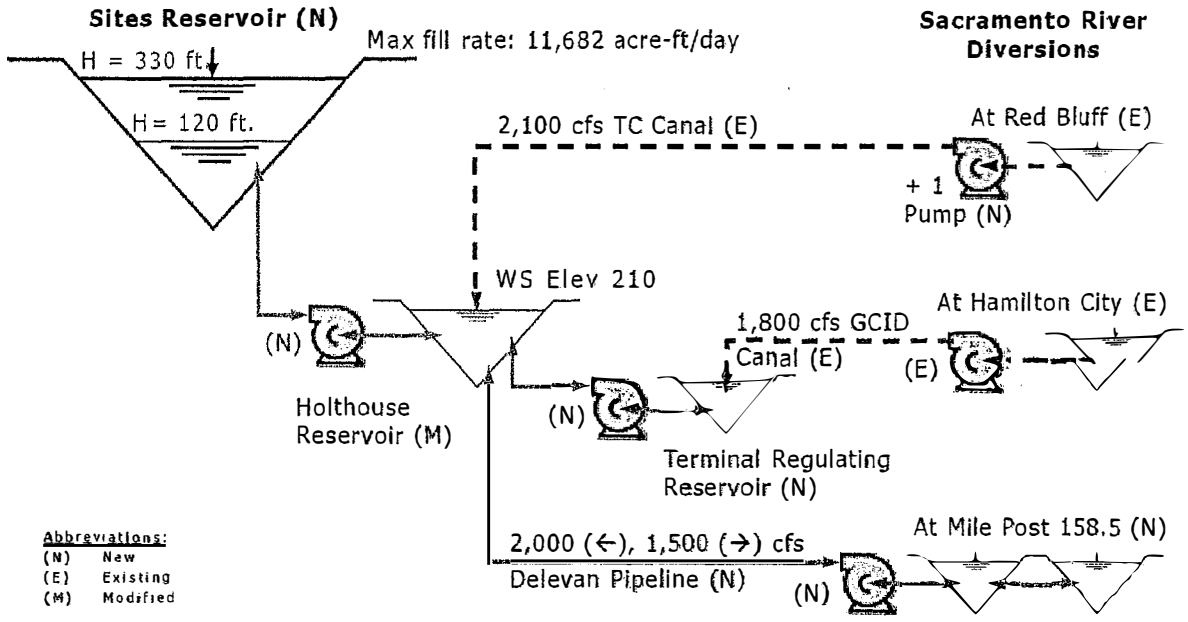 Sites Reservoir (N)
Max fill rate: 11,682 acre-ft/day
H = 330 ft.
H = 120 ft.
Sacramento River
Diversions
2,100 cfs TC Canal (E)
At Red Bluff (E)
+ 1
Pump (N)
WS Elev 210
(N)
Holthouse
Reservoir (M)
At Hamilton City (E)
1,800 cfs GCID
Canal (E)
(E)
(N)
Terminal Regulating
Reservoir (N)
At Mile Post 158.5 (N)
2,000 (←), 1,500 (→) cfs
Delevan Pipeline (N)
(N)
Abbreviations:
(N) New
(E) Existing
(M) Modified